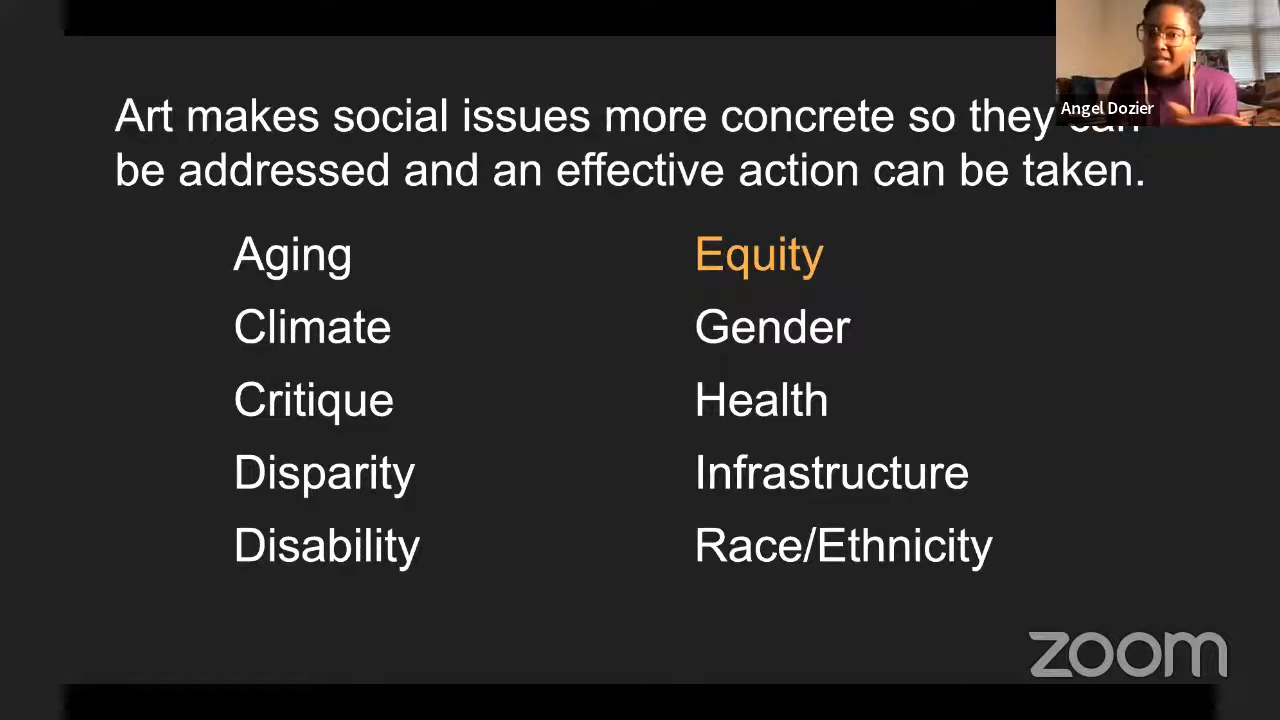 Art makes social issues more concrete so they can
be addressed and an effective action can be taken.
Angel Dozier
Aging
Climate
Critique
Disparity
Disability
Equity
Gender
Health
Infrastructure
Race/Ethnicity
zoom